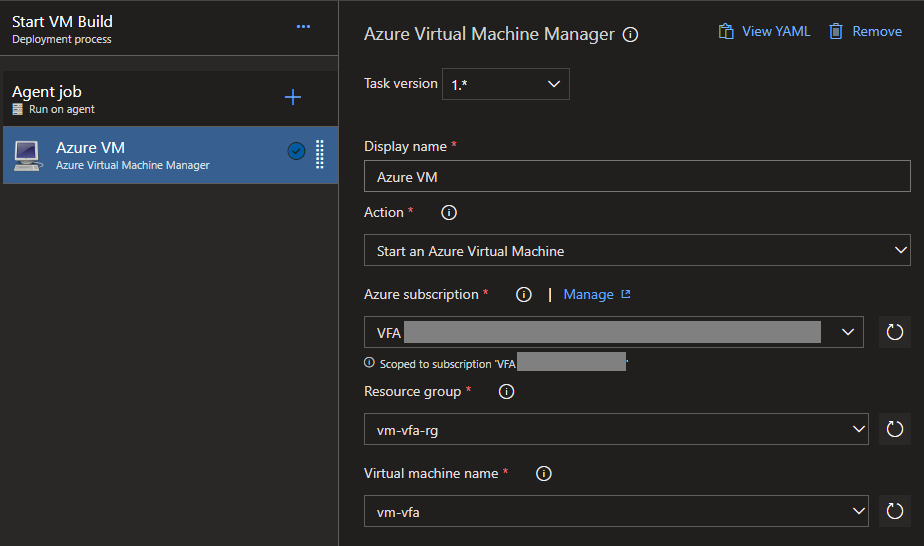 Start VM Build
Deployment process
Agent job
Run on agent
Azure VM
Azure Virtual Machine Manager
Azure Virtual Machine Manager
View YAML
Remove
Task version 1.*
Display name *
Azure VM
Action *
Start an Azure Virtual Machine
Azure subscription * | Manage
VFA
Scoped to subscription 'VFA '
Resource group *
vm-vfa-rg
Virtual machine name *
vm-vfa